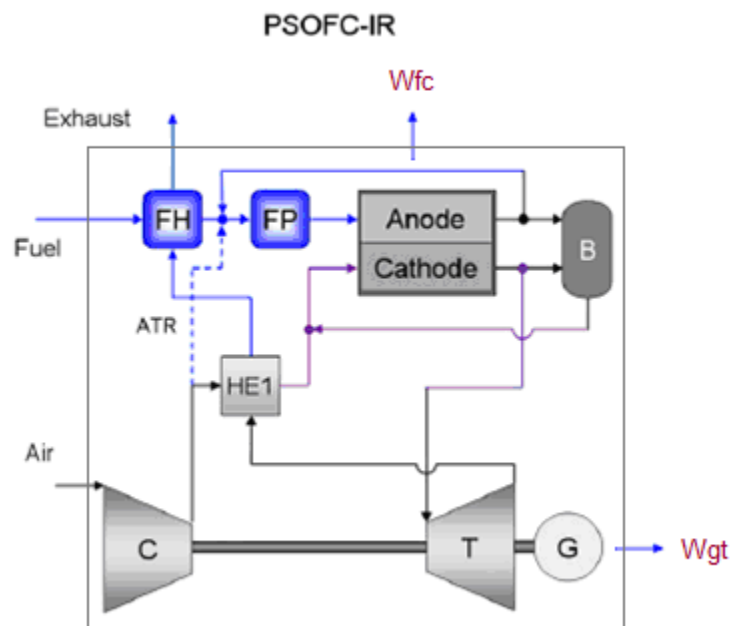 PSOFC-IR
Wfc
Exhaust
FH
FP
Anode
Fuel
Cathode
B
ATR
HE1
Air
C
T
G
Wgt